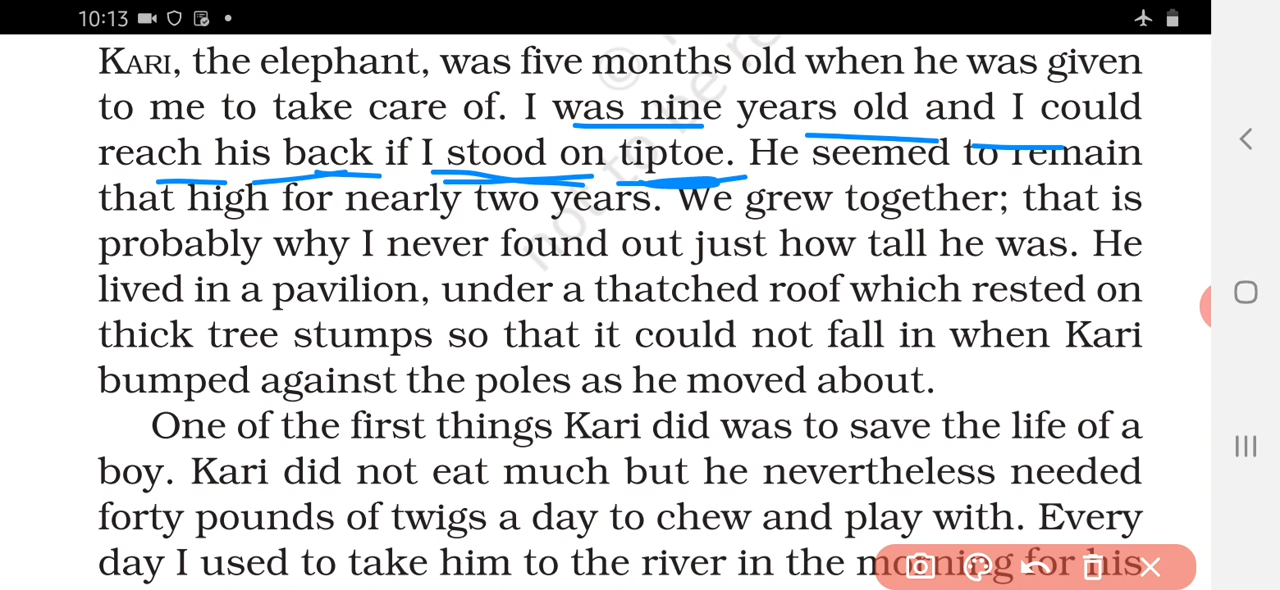 10:13
KARI, the elephant, was five months old when he was given
to me to take care of. I was nine years old and I could
reach his back if I stood on tiptoe. He seemed to remain
that high for nearly two years. We grew together; that is
probably why I never found out just how tall he was. He
lived in a pavilion, under a thatched roof which rested on
thick tree stumps so that it could not fall in when Kari
bumped against the poles as he moved about.
One of the first things Kari did was to save the life of a
boy. Kari did not eat much but he nevertheless needed
forty pounds of twigs a day to chew and play with. Every
day I used to take him to the river in the morning for his